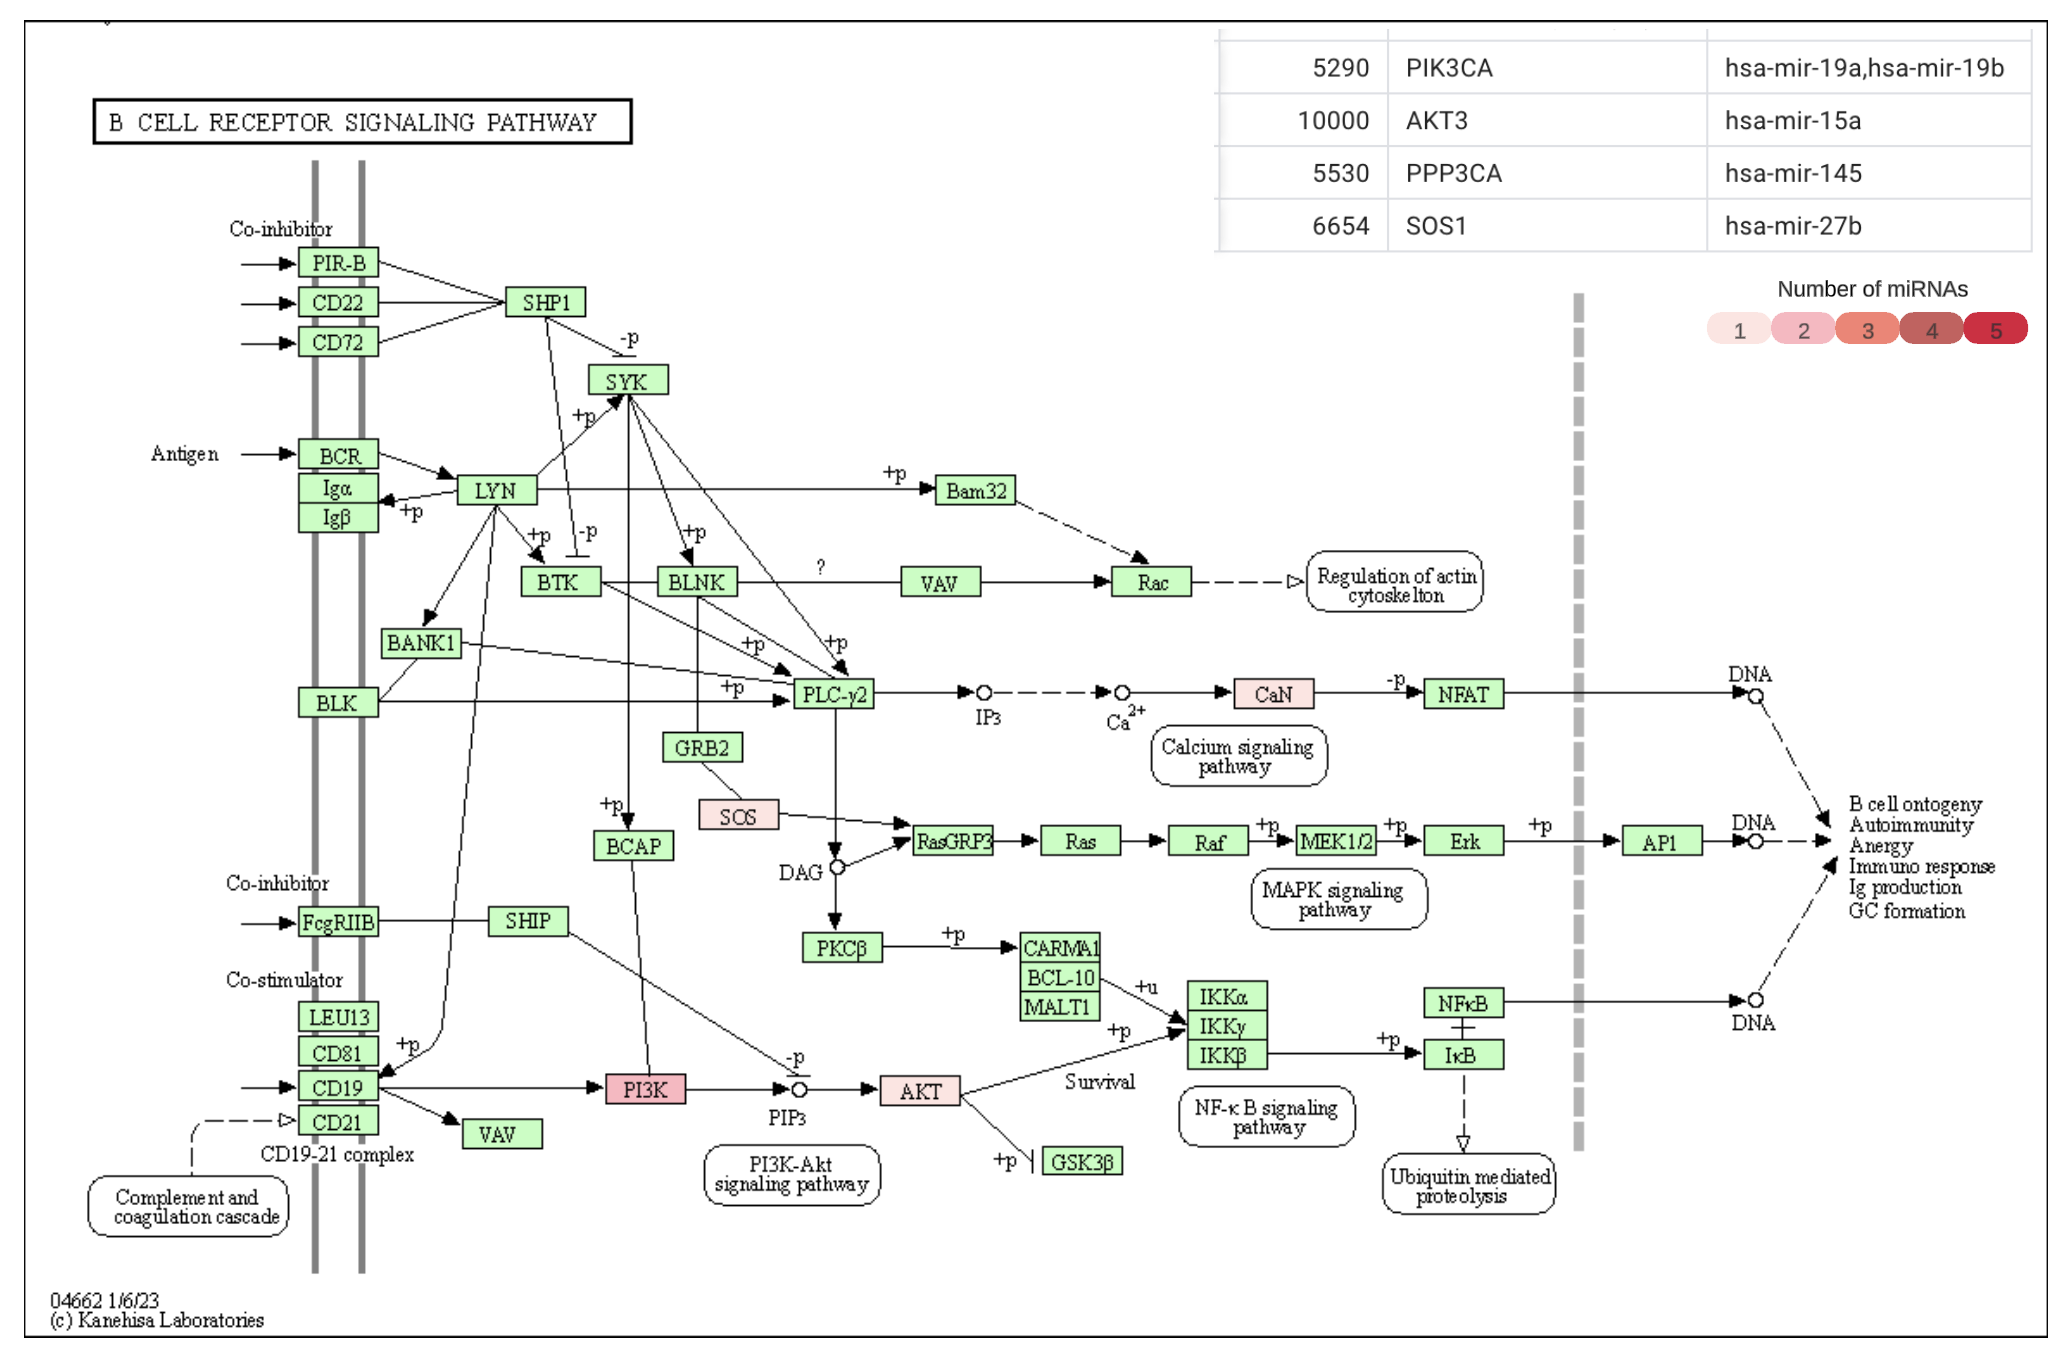 5290 PIK3CA hsa-mir-19a,hsa-mir-19b
10000 AKT3 hsa-mir-15a
5530 PPP3CA hsa-mir-145
6654 SOS1 hsa-mir-27b
Number of miRNAs
1 2 3 4 5
B CELL RECEPTOR SIGNALING PATHWAY
Co-inhibitor
PIR-B
CD22
SHP1
CD72
-p
SYK
+p
Antigen
BCR
Igα
LYN
+p
Bam32
Igβ
+p
+p
-p
+p
BTK
BLNK
?
VAV
Rac
Regulation of actin
cytoskelton
BANK1
+p
+p
BLK
+p
PLC-γ2
IP3
Ca2+
CaN
-p
NFAT
DNA
GRB2
Calcium signaling
pathway
SOS
+p
BCAP
RasGRP3
Ras
Raf
+p
MEK1/2
+p
Erk
+p
AP1
DNA
B cell ontogeny
Autoimmunity
Anergy
Immuno response
Ig production
GC formation
DAG
MAPK signaling
pathway
Co-inhibitor
FcgRIIB
SHIP
PKCβ
+p
CARMA1
BCL-10
MALT1
+u
+p
IKKα
IKKγ
IKKβ
+p
NFκB
IκB
DNA
Co-stimulator
LEU13
CD81
+p
CD19
PI3K
-p
PIP3
AKT
Survival
CD21
VAV
CD19-21 complex
PI3K-Akt
signaling pathway
+p
GSK3β
NF-κ B signaling
pathway
Ubiquitin mediated
proteolysis
Complement and
coagulation cascade
04662 1/6/23
(c) Kanehisa Laboratories